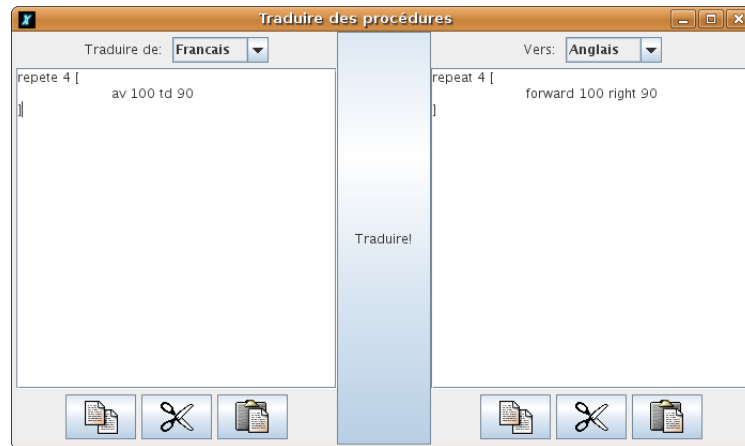 Traduire des procédures
Traduire de: Francais
repete 4 [
av 100 td 90
]
Traduire!
Vers: Anglais
repeat 4 [
forward 100 right 90
]